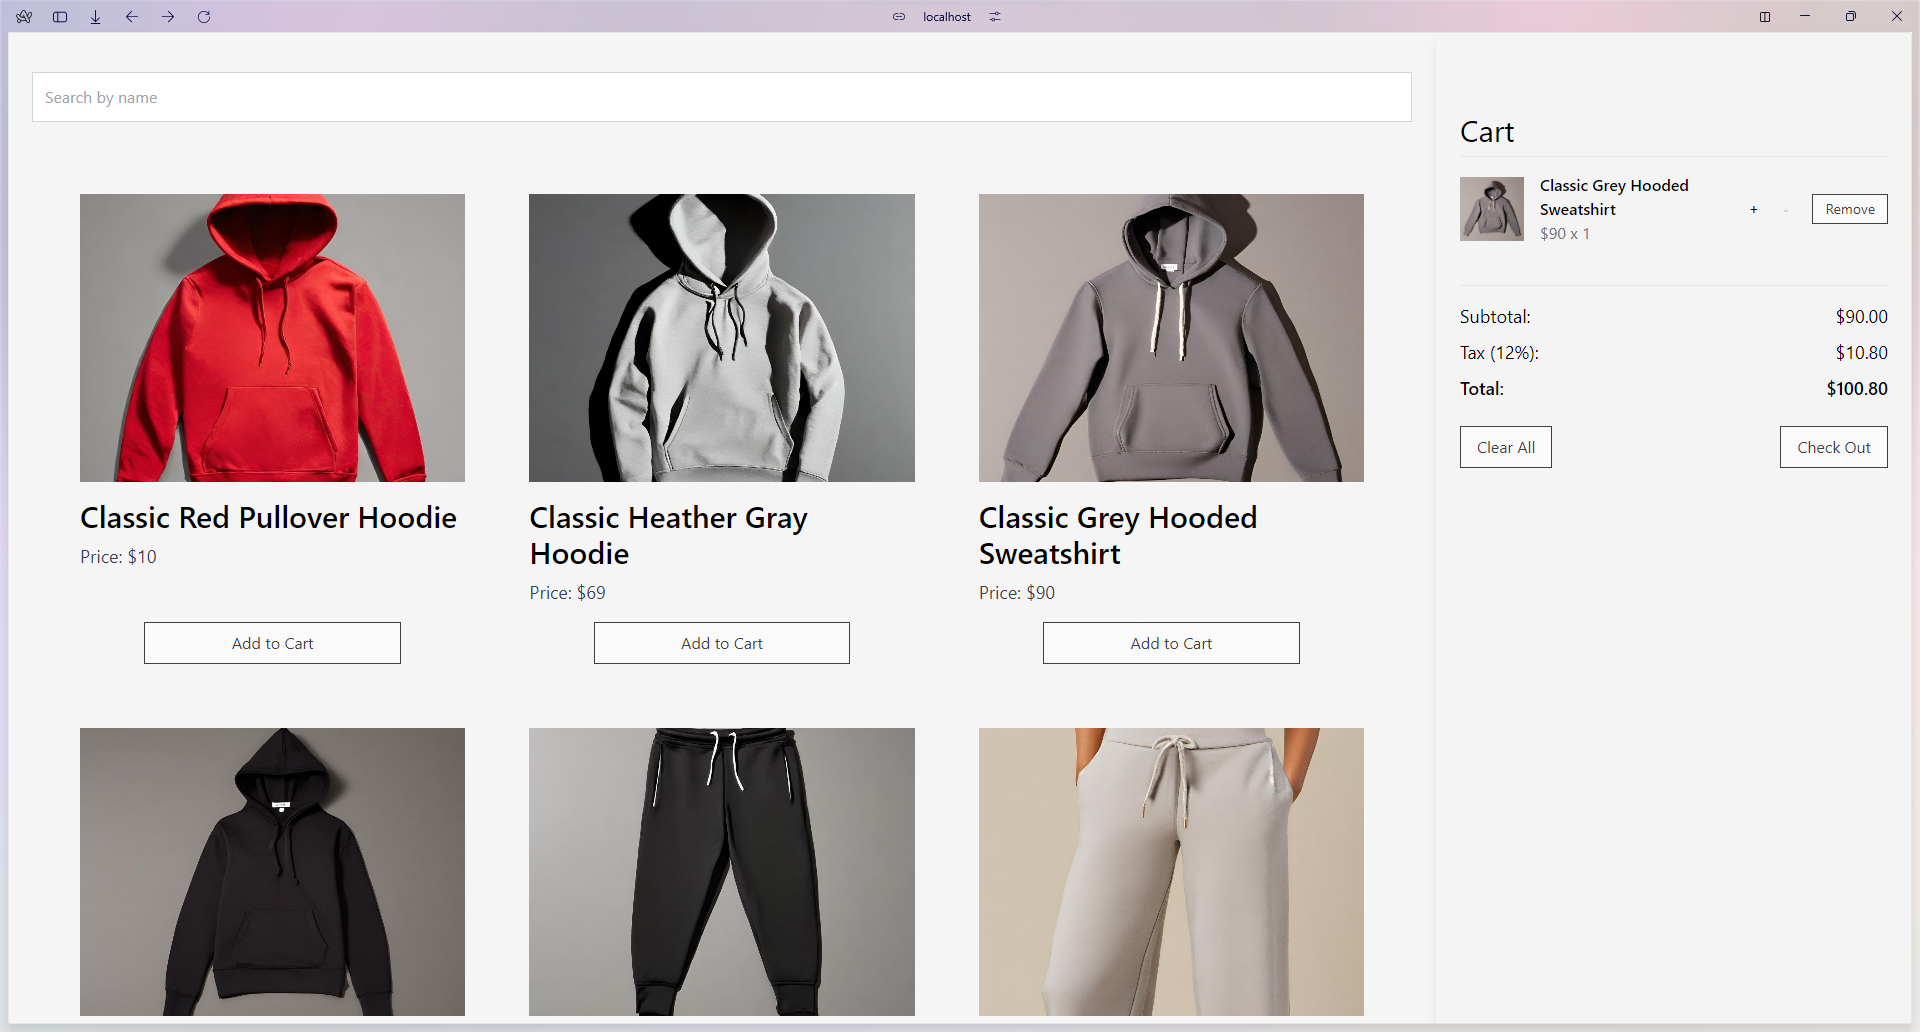 localhost
Search by name
Classic Red Pullover Hoodie
Price: $10
Add to Cart
Classic Heather Gray
Hoodie
Price: $69
Add to Cart
Classic Grey Hooded
Sweatshirt
Price: $90
Add to Cart
Cart
Classic Grey Hooded
Sweatshirt
$90 x 1
+ - Remove
Subtotal: $90.00
Tax (12%): $10.80
Total: $100.80
Clear All Check Out